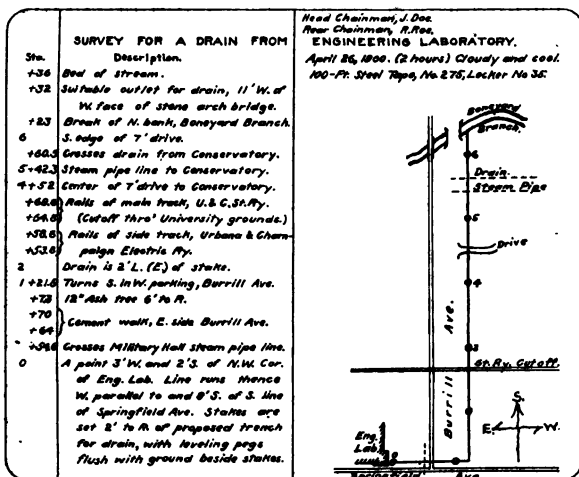 Head Chainman, J. Doe.
Rear Chainman, R. Roe.
SURVEY FOR A DRAIN FROM ENGINEERING LABORATORY.
Sta. Description.
April 26, 1800. (2 hours) Cloudy and cool.
100-Ft. Steel Tape, No. 275, Locker No 35.
+36 Bed of stream.
+32 Suitable outlet for drain, 11' W. of
W. face of stone arch bridge.
+23 Break of N. bank, Boneyard Branch.
6 S. edge of 7' drive.
+60.5 Crosses drain from Conservatory.
5+42.3 Steam pipe line to Conservatory.
4+52 Center of 7' drive to Conservatory.
+68.8 Rails of main track, U. & C. St. Ry.
+64.8 (Cutoff thro' University grounds.)
+58.6 Rails of side track, Urbana & Cham-
+53.8 paign Electric Ry.
2 Drain is 2' L. (E.) of stake.
1 +21.8 Turns S. in W. parking, Burrill Ave.
+73 12" Ash tree 6' to R.
+70
+64 Cement walk, E. side Burrill Ave.
Crosses Military Hall steam pipe line.
0 A point 3' W. and 2' S. of N.W. Cor.
of Eng. Lab. Line runs thence
W. parallel to and 8' S. of S. line
of Springfield Ave. Stakes are
set 2' to R. of proposed trench
for drain, with leveling pegs
flush with ground beside stakes.
Boneyard
Branch.
6
Drain.
Steam Pipe
5
Drive
4
3
St. Ry. Cutoff.
Burrill Ave.
S.
E. W.
Eng.
Lab.
0
Springfield Ave.